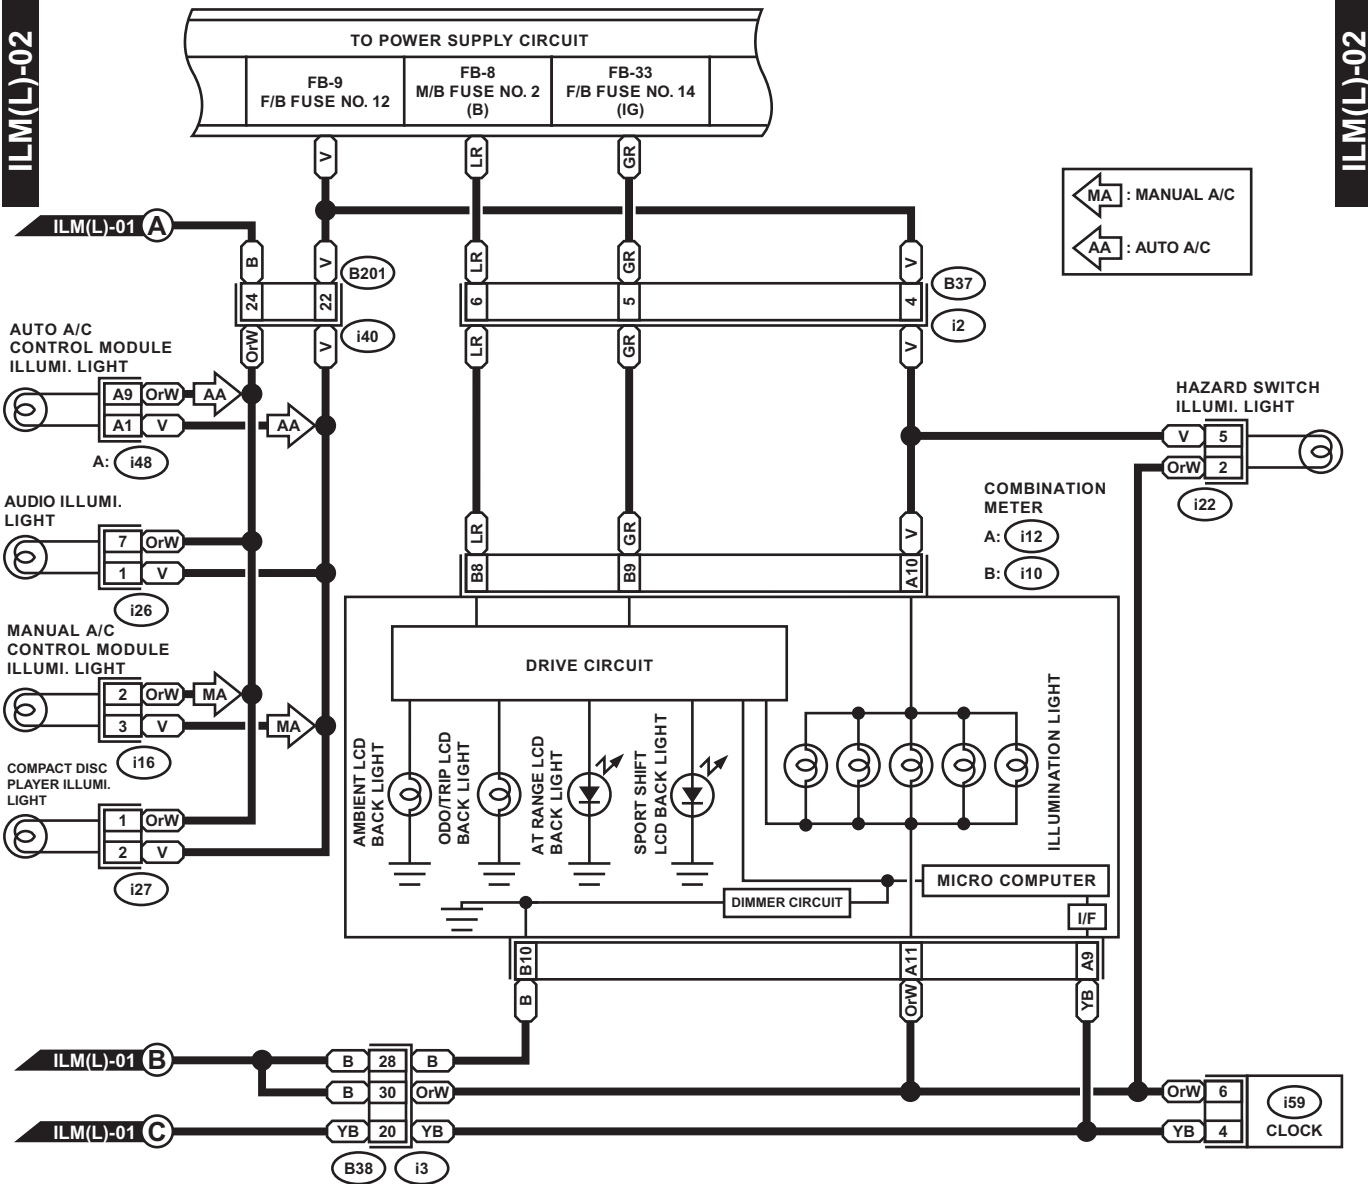 ILM(L)-02
ILM(L)-02
TO POWER SUPPLY CIRCUIT
FB-9
F/B FUSE NO. 12
FB-8
M/B FUSE NO. 2
(B)
FB-33
F/B FUSE NO. 14
(IG)
V
LR
GR
MA : MANUAL A/C
AA : AUTO A/C
ILM(L)-01 A
B
V
LR
GR
V
B201
B37
24
22
6
5
4
i40
i2
OrW
V
LR
GR
V
AUTO A/C
CONTROL MODULE
ILLUMI. LIGHT
A9 OrW AA
A1 V AA
A: i48
HAZARD SWITCH
ILLUMI. LIGHT
V 5
OrW 2
i22
AUDIO ILLUMI.
LIGHT
7 OrW
1 V
i26
COMBINATION
METER
A: i12
B: i10
LR
GR
V
B8
B9
A10
MANUAL A/C
CONTROL MODULE
ILLUMI. LIGHT
2 OrW MA
3 V MA
i16
COMPACT DISC
PLAYER ILLUMI.
LIGHT
1 OrW
2 V
i27
DRIVE CIRCUIT
AMBIENT LCD
BACK LIGHT
ODO/TRIP LCD
BACK LIGHT
AT RANGE LCD
BACK LIGHT
SPORT SHIFT
LCD BACK LIGHT
ILLUMINATION LIGHT
MICRO COMPUTER
DIMMER CIRCUIT
I/F
B10
A11
A9
B
OrW
YB
ILM(L)-01 B
B 28 B
B 30 OrW
OrW 6
ILM(L)-01 C
YB 20 YB
YB 4
i59
CLOCK
B38
i3